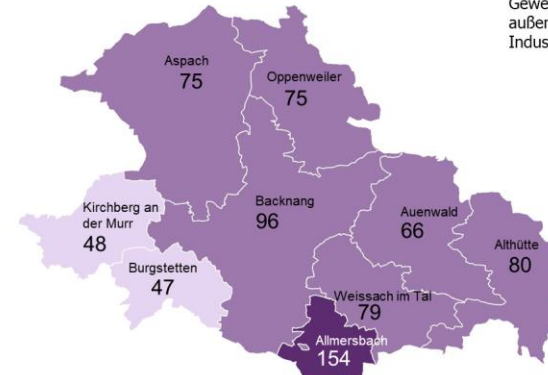 Gewe
außer
Indus
Aspach
75
Oppenweiler
75
Kirchberg an
der Murr
48
Backnang
96
Auenwald
66
Althütte
80
Burgstetten
47
Weissach im Tal
79
Allmersbach
154